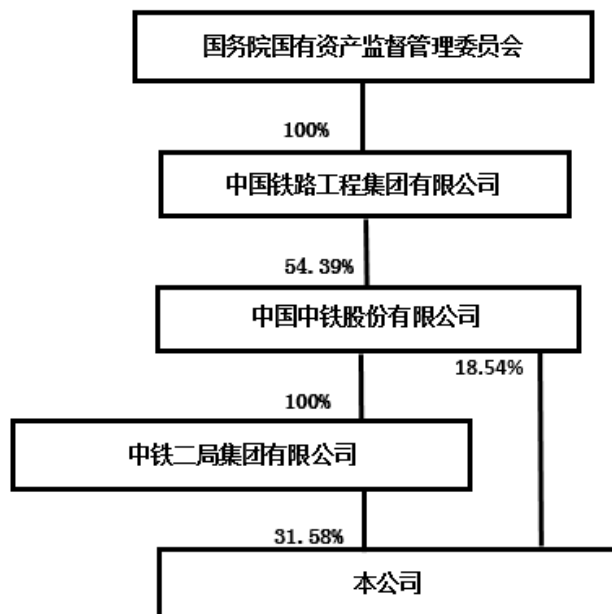 国务院国有资产监督管理委员会
100%
中国铁路工程集团有限公司
54.39%
中国中铁股份有限公司
18.54%
100%
中铁二局集团有限公司
31.58%
本公司